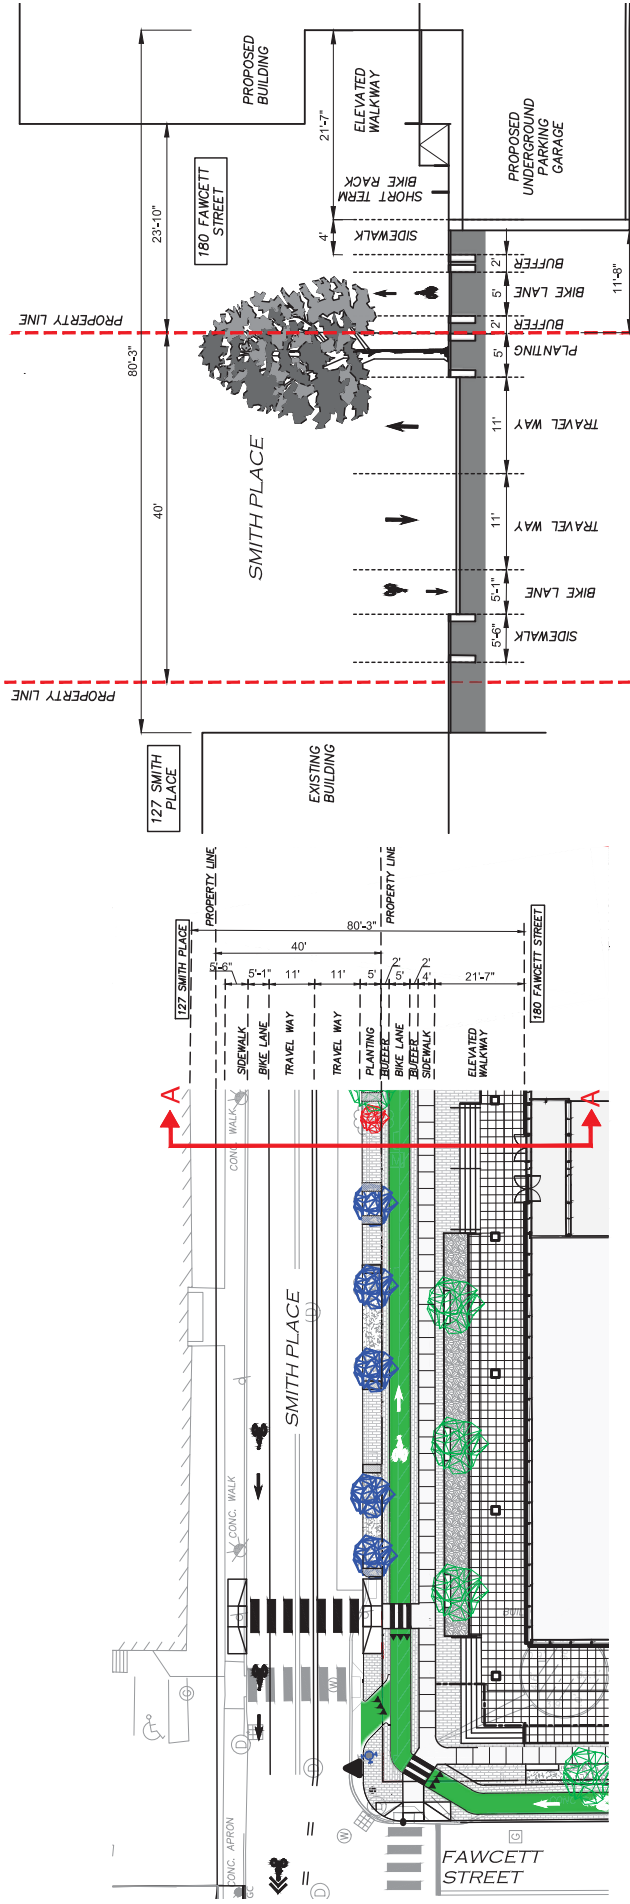 PROPOSED
BUILDING
ELEVATED
WALKWAY
21'-7"
PROPOSED
UNDERGROUND
PARKING
GARAGE
180 FAWCETT
STREET
23'-10"
SHORT TERM
BIKE RACK
4'
SIDEWALK
2'
BUFFER
5'
BIKE LANE
11'-8"
2'
BUFFER
PROPERTY LINE
80'-3"
5'
PLANTING
11'
TRAVEL WAY
SMITH PLACE
40'
11'
TRAVEL WAY
5'-1"
BIKE LANE
5'-6"
SIDEWALK
PROPERTY LINE
127 SMITH
PLACE
EXISTING
BUILDING
PROPERTY LINE
PROPERTY LINE
127 SMITH PLACE
80'-3"
180 FAWCETT STREET
40'
5'-6"
5'-1"
11'
11'
5'
2'
5'
2'
4'
21'-7"
SIDEWALK
BIKE LANE
TRAVEL WAY
TRAVEL WAY
PLANTING
BUFFER
BIKE LANE
BUFFER
SIDEWALK
ELEVATED
WALKWAY
A
A
CONC. WALK
SMITH PLACE
D
CONC. WALK
G
W
D
D
W
G
CONC. APRON
GC
D
FAWCETT
STREET